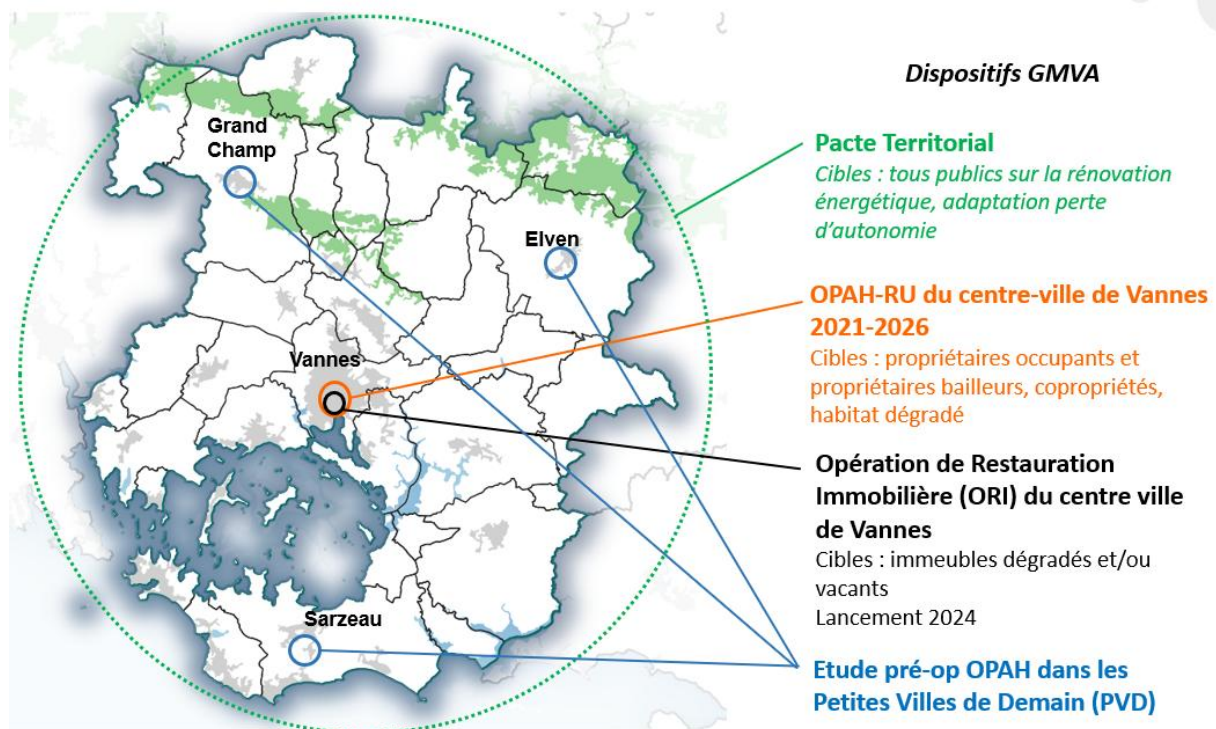 Dispositifs GMVA
Grand
Champ
Elven
Vannes
Sarzeau
Pacte Territorial
Cibles : tous publics sur la rénovation
énergétique, adaptation perte
d’autonomie
OPAH-RU du centre-ville de Vannes
2021-2026
Cibles : propriétaires occupants et
propriétaires bailleurs, copropriétés,
habitat dégradé
Opération de Restauration
Immobilière (ORI) du centre ville
de Vannes
Cibles : immeubles dégradés et/ou
vacants
Lancement 2024
Etude pré-op OPAH dans les
Petites Villes de Demain (PVD)